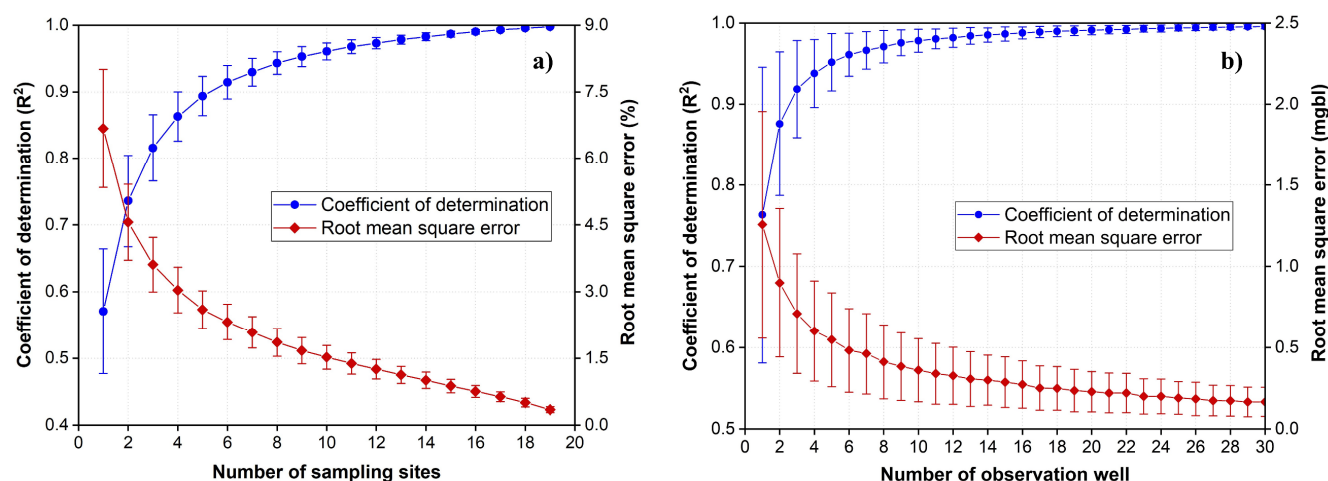 a)
Coefficient of determination (R²)
1.0
0.9
0.8
0.7
0.6
0.5
0.4
Coefficient of determination
Root mean square error
9.0
7.5
6.0
4.5
3.0
1.5
0.0
Root mean square error (%)
0 2 4 6 8 10 12 14 16 18 20
Number of sampling sites
b)
Coefficient of determination (R²)
1.0
0.9
0.8
0.7
0.6
0.5
Coefficient of determination
Root mean square error
2.5
2.0
1.5
1.0
0.5
0.0
Root mean square error (mgbl)
0 2 4 6 8 10 12 14 16 18 20 22 24 26 28 30
Number of observation well